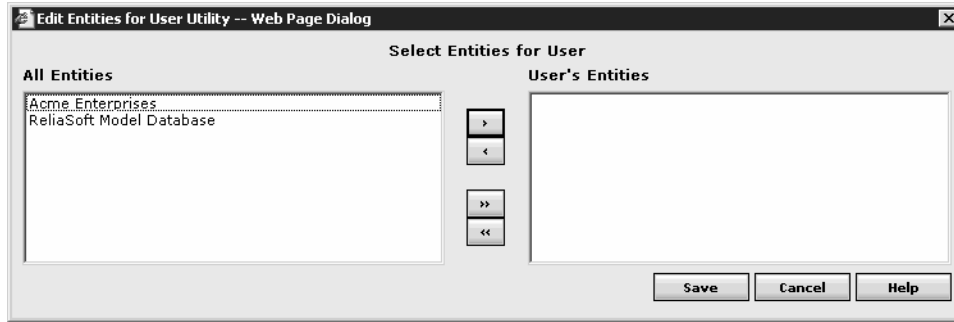 Edit Entities for User Utility -- Web Page Dialog
Select Entities for User
All Entities
User's Entities
Acme Enterprises
ReliaSoft Model Database
>
<
>>
<<
Save
Cancel
Help